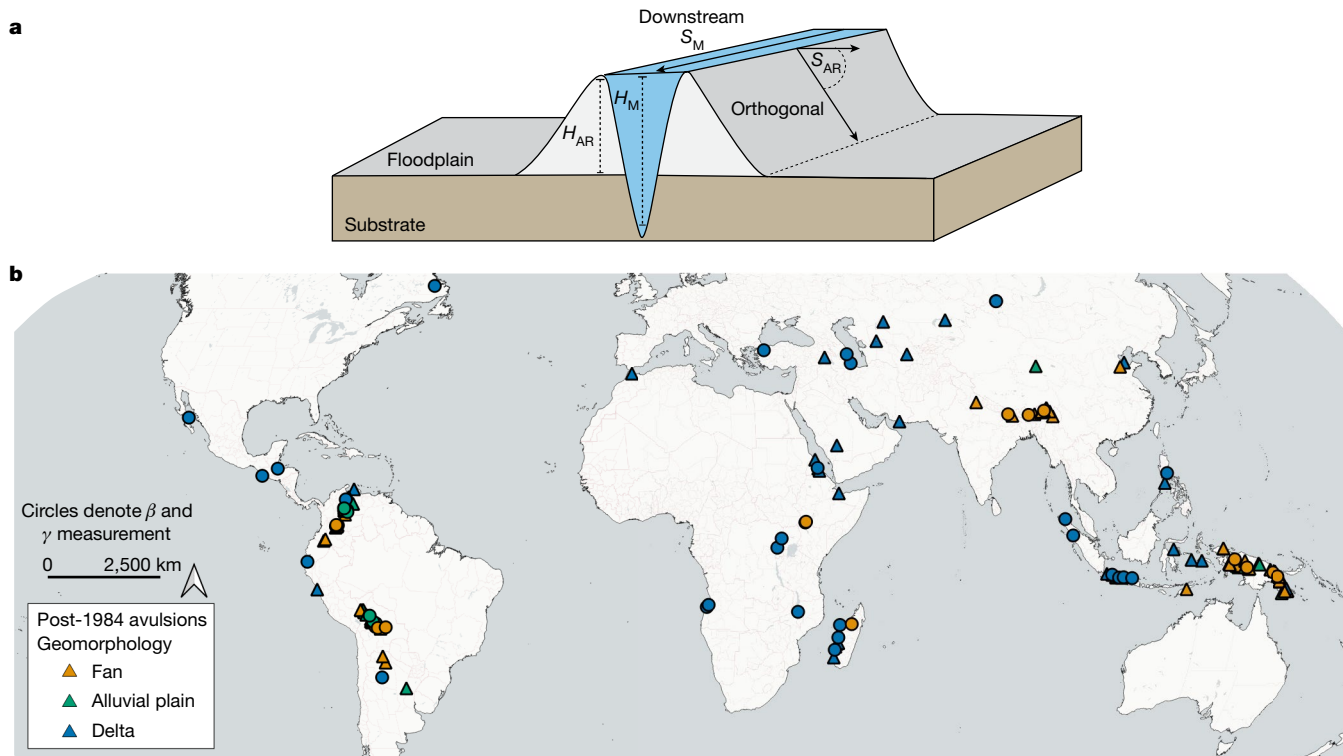 a
Downstream
S_M
S_AR
H_M
Orthogonal
H_AR
Floodplain
Substrate
b
Circles denote β and
γ measurement
0 2,500 km
Post-1984 avulsions
Geomorphology
Fan
Alluvial plain
Delta